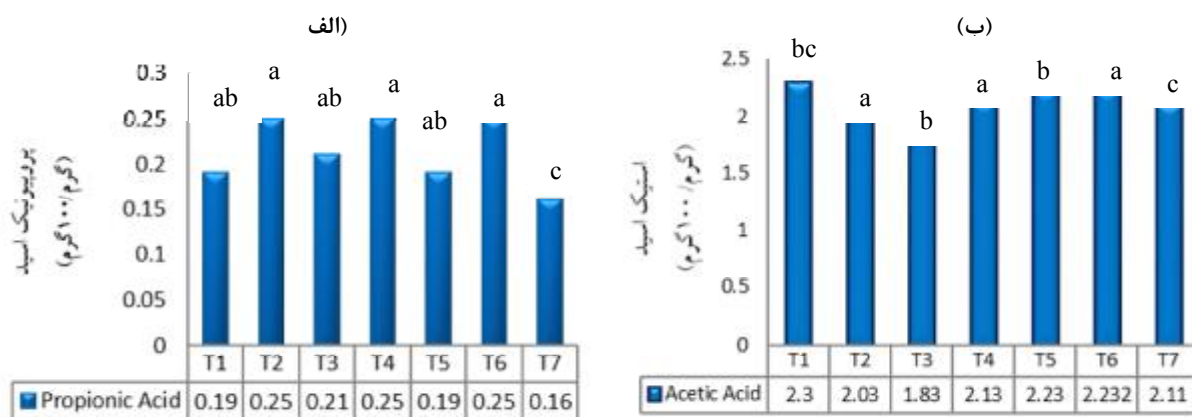 الف)
پروپیونیک اسید
(گرم/۱۰۰گرم)
0.3
0.25
0.2
0.15
0.1
0.05
0
ab
a
ab
a
ab
a
c
T1 T2 T3 T4 T5 T6 T7
Propionic Acid 0.19 0.25 0.21 0.25 0.19 0.25 0.16
(ب)
استیک اسید
(گرم/۱۰۰گرم)
2.5
2
1.5
1
0.5
0
bc
a
b
a
b
a
c
T1 T2 T3 T4 T5 T6 T7
Acetic Acid 2.3 2.03 1.83 2.13 2.23 2.232 2.11